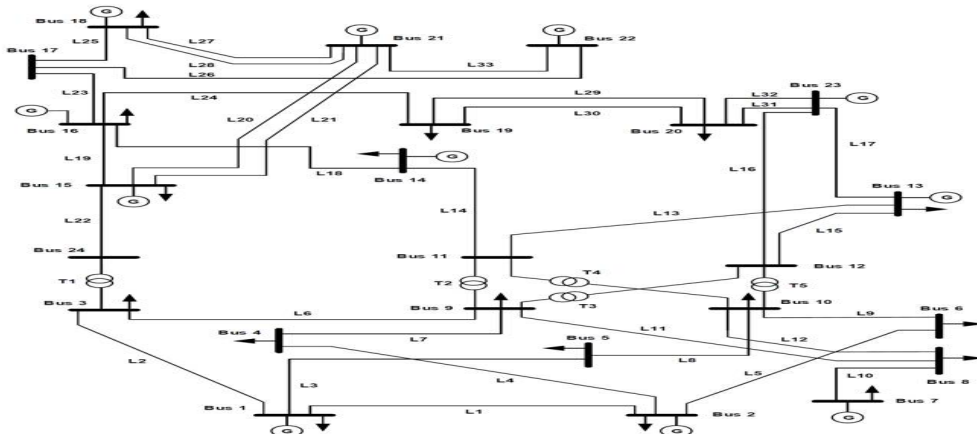 G
Bus 18
L25
L27
G
Bus 21
G
Bus 22
Bus 17
L28
L26
L33
L23
L24
L29
L32
Bus 23
G
L31
L30
G
Bus 16
L20
L21
Bus 19
Bus 20
L19
L18
Bus 14
G
L16
L17
Bus 15
G
Bus 13
G
L22
L14
L13
L15
Bus 24
Bus 11
Bus 12
T1
T2
T4
T3
T5
Bus 3
Bus 9
Bus 10
Bus 6
L6
L9
Bus 4
L7
Bus 5
L11
L12
L2
L3
L4
L8
L5
L10
Bus 8
Bus 1
L1
Bus 2
Bus 7
G
G
G